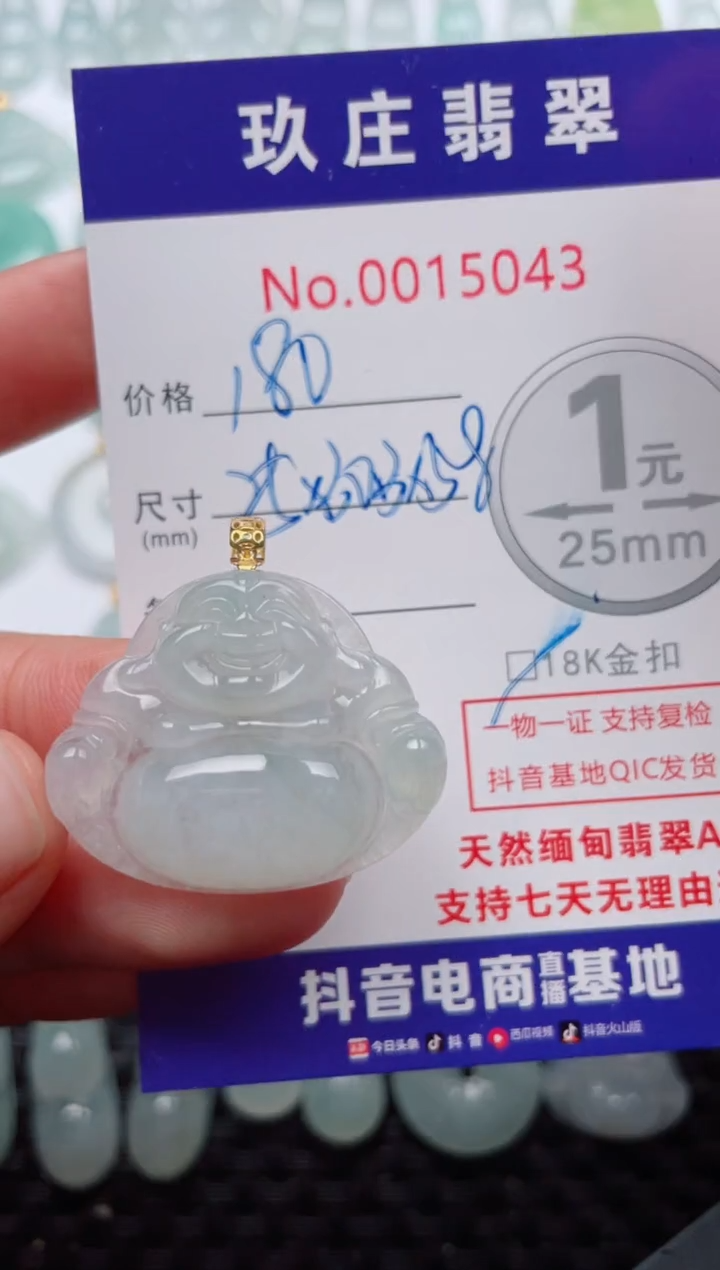 玖庄翡翠
No.0015043
价格 180
尺寸
(mm)
1元
25mm
18K金扣
一物一证 支持复检
抖音基地QIC发货
天然缅甸翡翠A
支持七天无理由
抖音电商直播基地
今日头条 抖音 西瓜视频 抖音火山版